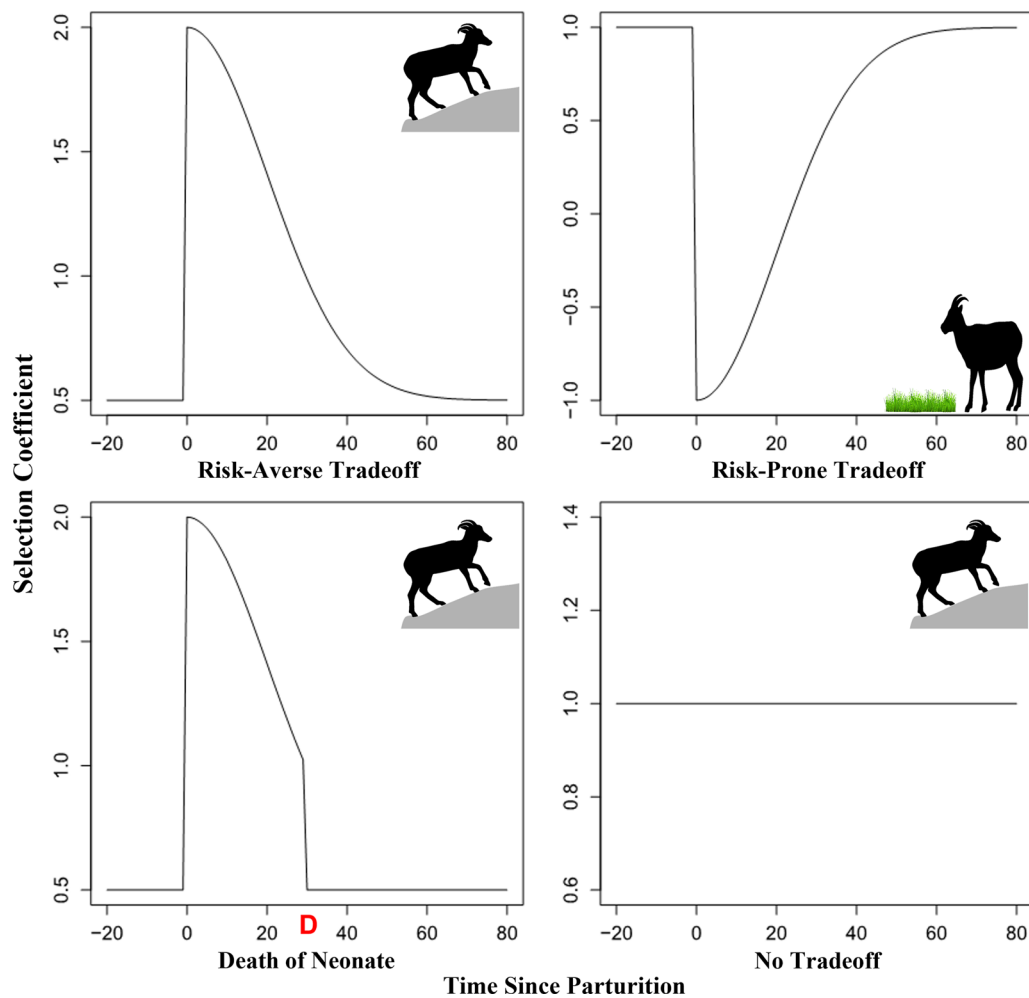 Selection Coefficient
2.0
1.5
1.0
0.5
−20 0 20 40 60 80
Risk-Averse Tradeoff
1.0
0.5
0.0
−0.5
−1.0
−20 0 20 40 60 80
Risk-Prone Tradeoff
2.0
1.5
1.0
0.5
−20 0 20 D 40 60 80
Death of Neonate
1.4
1.2
1.0
0.8
0.6
−20 0 20 40 60 80
No Tradeoff
Time Since Parturition